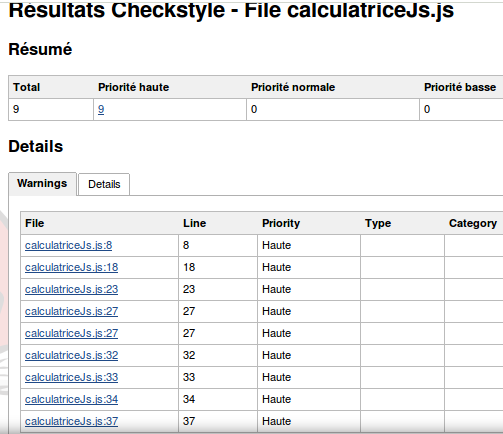 Résultats Checkstyle - File calculatriceJs.js
Résumé
Total Priorité haute Priorité normale Priorité basse
9 9 0 0
Details
Warnings Details
File Line Priority Type Category
calculatriceJs.js:8 8 Haute
calculatriceJs.js:18 18 Haute
calculatriceJs.js:23 23 Haute
calculatriceJs.js:27 27 Haute
calculatriceJs.js:27 27 Haute
calculatriceJs.js:32 32 Haute
calculatriceJs.js:33 33 Haute
calculatriceJs.js:34 34 Haute
calculatriceJs.js:37 37 Haute